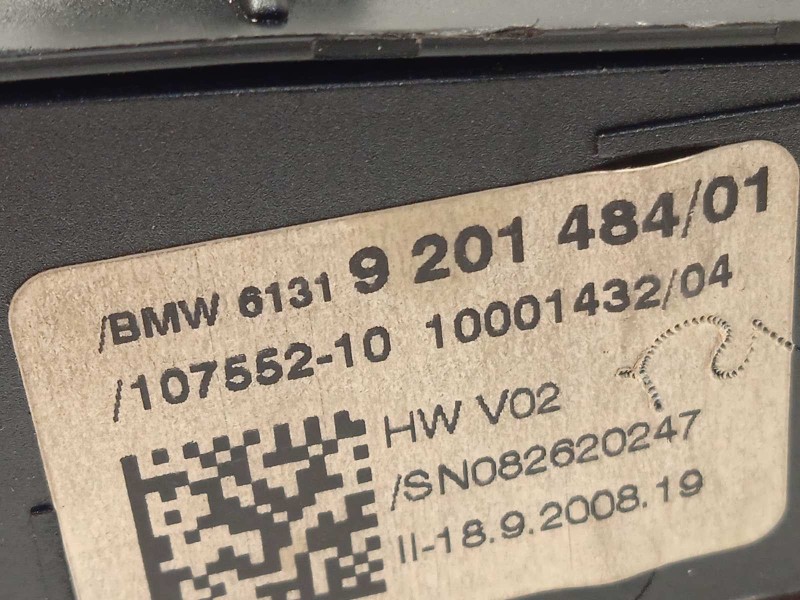 /BMW 6131 9 201 484/01
/107552-10 10001432/04
HW V02
/SN082620247
II-18.9.2008.19